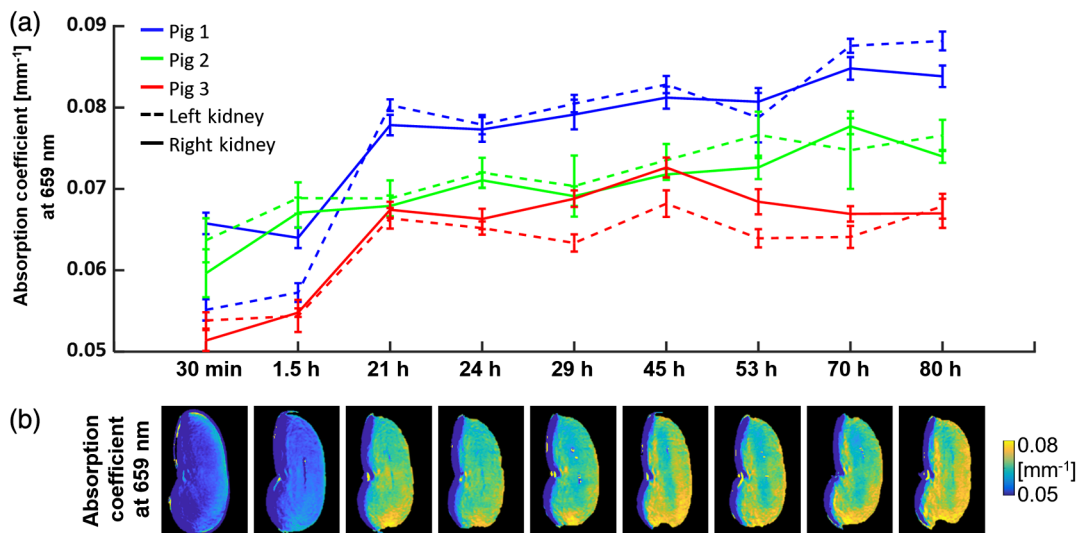 (a)
Absorption coefficient [mm⁻¹]
at 659 nm
0.09
0.08
0.07
0.06
0.05
Pig 1
Pig 2
Pig 3
Left kidney
Right kidney
30 min 1.5 h 21 h 24 h 29 h 45 h 53 h 70 h 80 h
(b)
Absorption
coefficient
at 659 nm
0.08
[mm⁻¹]
0.05